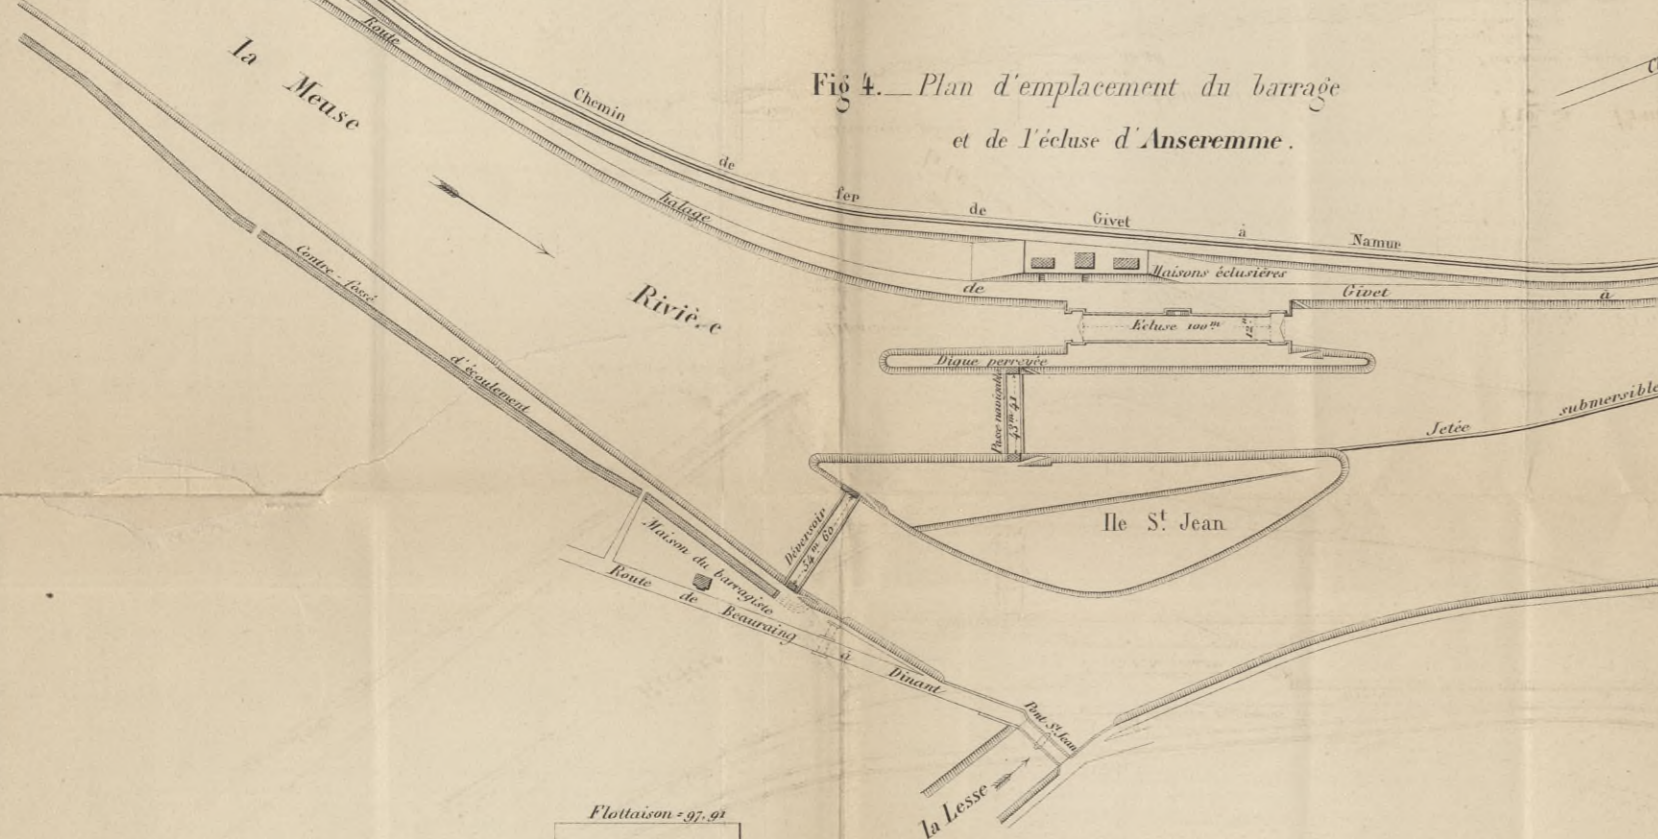 Fig 4. Plan d'emplacement du barrage
et de l'écluse d'Anseremme.
la Meuse Rivière
Route de halage de Givet à
Chemin de fer de Givet à Namur
Maisons éclusières
Ecluse 100m
12m
Digue perreyée
Passe navigable
43m 41
Jetée submersible
Contre-fossé d'écoulement
Déversoir
54m 60
Ile St. Jean
Maison du barragiste
Route de Beauraing à Dinant
Pont St Jean
la Lesse
Flottaison = 97,91